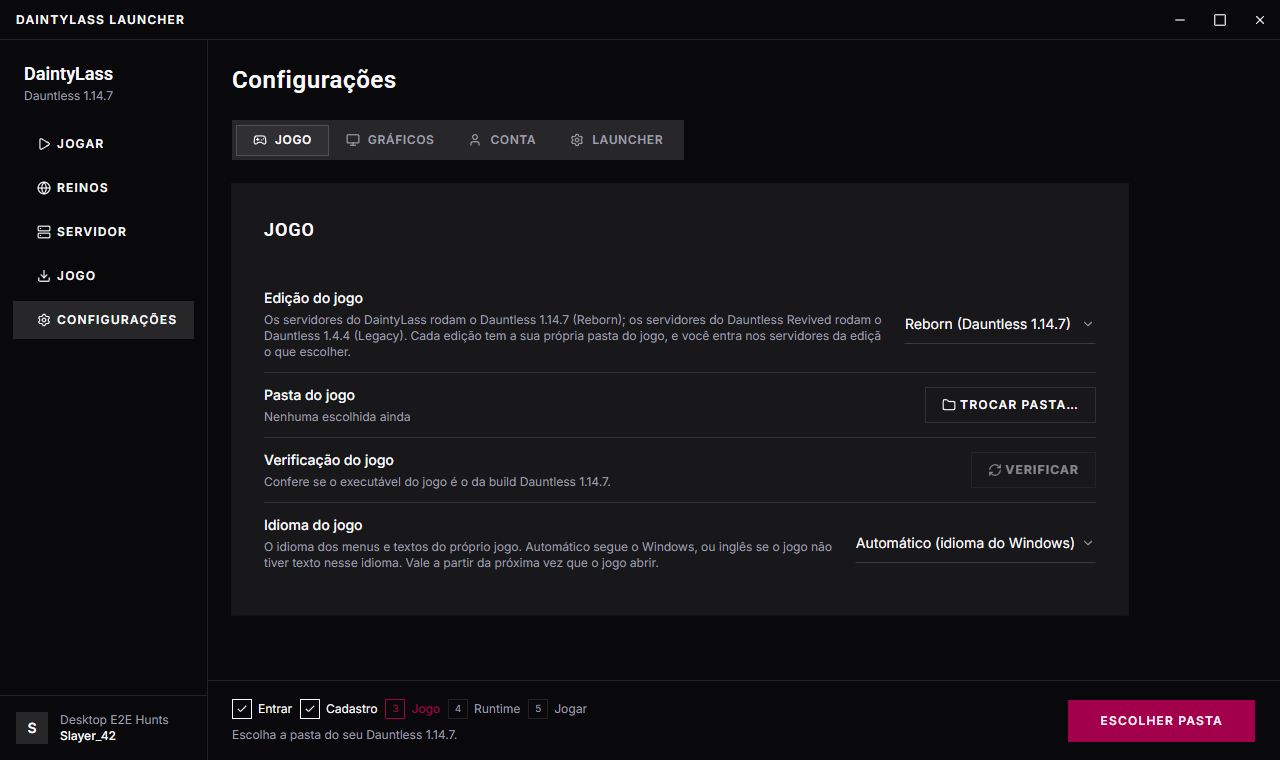 DAINTYLASS LAUNCHER
DaintyLass
Dauntless 1.14.7
JOGAR
REINOS
SERVIDOR
JOGO
CONFIGURAÇÕES
Configurações
JOGO GRÁFICOS CONTA LAUNCHER
JOGO
Edição do jogo
Os servidores do DaintyLass rodam o Dauntless 1.14.7 (Reborn); os servidores do Dauntless Revived rodam o
Dauntless 1.4.4 (Legacy). Cada edição tem a sua própria pasta do jogo, e você entra nos servidores da ediçã
o que escolher.
Reborn (Dauntless 1.14.7)
Pasta do jogo
Nenhuma escolhida ainda
TROCAR PASTA...
Verificação do jogo
Confere se o executável do jogo é o da build Dauntless 1.14.7.
VERIFICAR
Idioma do jogo
O idioma dos menus e textos do próprio jogo. Automático segue o Windows, ou inglês se o jogo não
tiver texto nesse idioma. Vale a partir da próxima vez que o jogo abrir.
Automático (idioma do Windows)
S
Desktop E2E Hunts
Slayer_42
Entrar Cadastro 3 Jogo 4 Runtime 5 Jogar
Escolha a pasta do seu Dauntless 1.14.7.
ESCOLHER PASTA